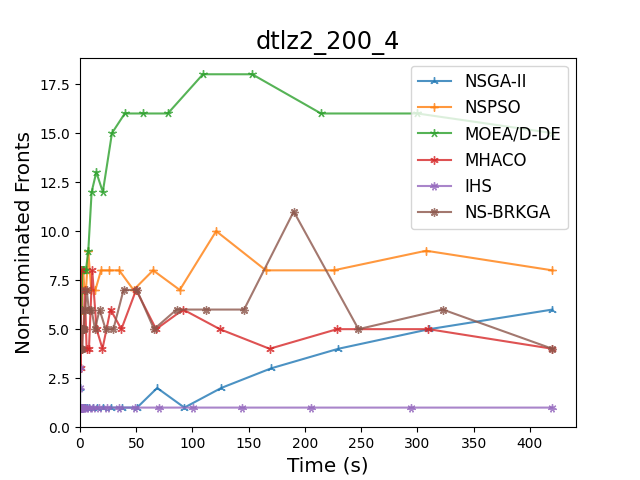 dtlz2_200_4
Non-dominated Fronts
17.5
15.0
12.5
10.0
7.5
5.0
2.5
0.0
NSGA-II
NSPSO
MOEA/D-DE
MHACO
IHS
NS-BRKGA
0 50 100 150 200 250 300 350 400
Time (s)